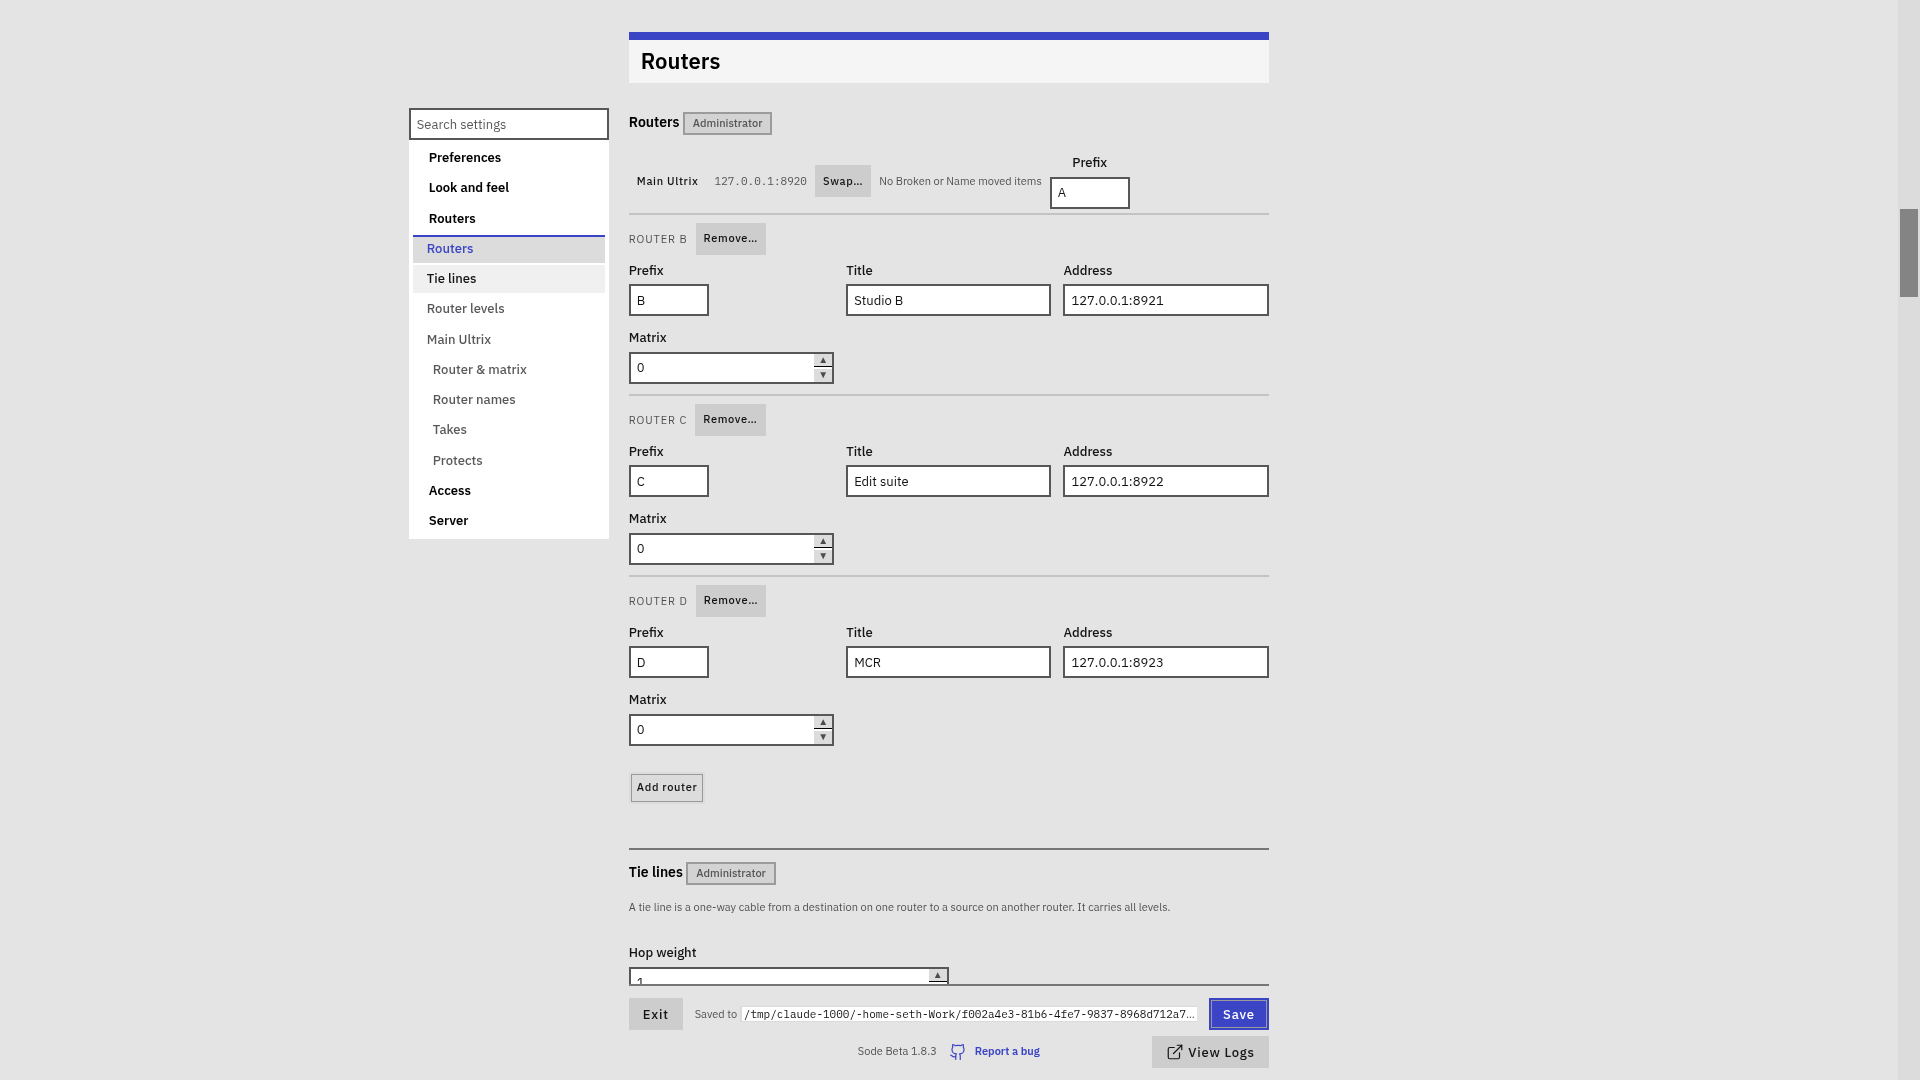 Routers
Search settings
Preferences
Look and feel
Routers
Routers
Tie lines
Router levels
Main Ultrix
Router & matrix
Router names
Takes
Protects
Access
Server
Routers Administrator
Prefix
Main Ultrix 127.0.0.1:8920 Swap... No Broken or Name moved items A
ROUTER B Remove...
Prefix Title Address
B Studio B 127.0.0.1:8921
Matrix
0
ROUTER C Remove...
Prefix Title Address
C Edit suite 127.0.0.1:8922
Matrix
0
ROUTER D Remove...
Prefix Title Address
D MCR 127.0.0.1:8923
Matrix
0
Add router
Tie lines Administrator
A tie line is a one-way cable from a destination on one router to a source on another router. It carries all levels.
Hop weight
1
Exit Saved to /tmp/claude-1000/-home-seth-Work/f002a4e3-81b6-4fe7-9837-8968d712a7... Save
Sode Beta 1.8.3 Report a bug View Logs